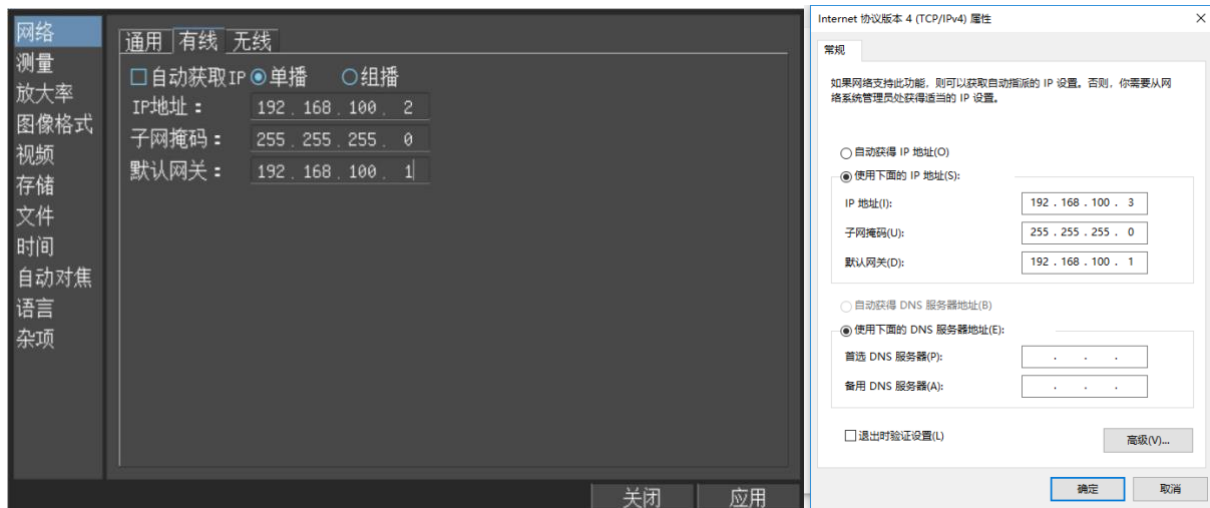 网络
测量
放大率
图像格式
视频
存储
文件
时间
自动对焦
语言
杂项
通用 有线 无线
自动获取IP 单播 组播
IP地址： 192 . 168 . 100 . 2
子网掩码： 255 . 255 . 255 . 0
默认网关： 192 . 168 . 100 . 1
关闭 应用
Internet 协议版本 4 (TCP/IPv4) 属性
常规
如果网络支持此功能，则可以获取自动指派的 IP 设置。否则，你需要从网
络系统管理员处获得适当的 IP 设置。
自动获得 IP 地址(O)
使用下面的 IP 地址(S):
IP 地址(I): 192 . 168 . 100 . 3
子网掩码(U): 255 . 255 . 255 . 0
默认网关(D): 192 . 168 . 100 . 1
自动获得 DNS 服务器地址(B)
使用下面的 DNS 服务器地址(E):
首选 DNS 服务器(P): . . .
备用 DNS 服务器(A): . . .
退出时验证设置(L)
高级(V)...
确定 取消